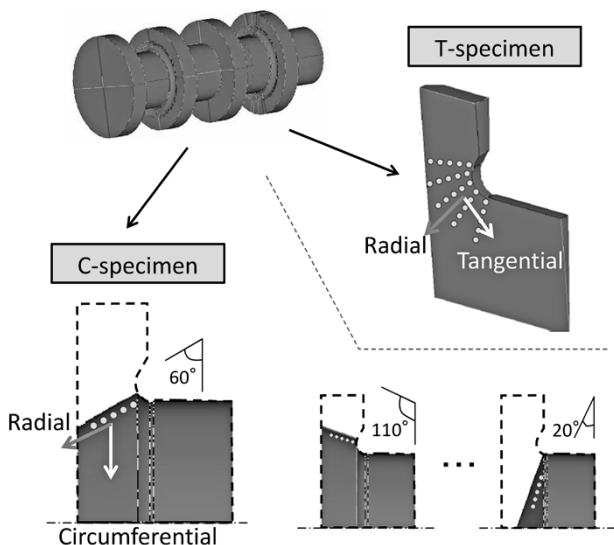 T-specimen
Radial
Tangential
C-specimen
60°
Radial
Circumferential
110°
20°